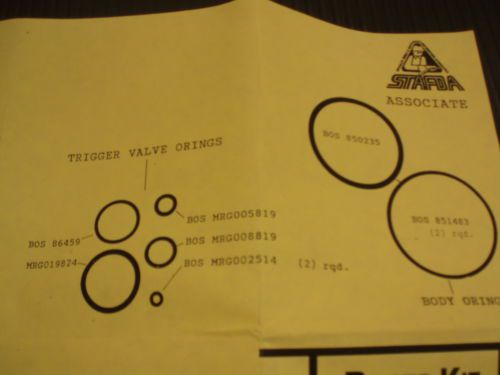 STAFDA
ASSOCIATE
BOS 850235
TRIGGER VALVE ORINGS
BOS MRG005819
BOS 851483
(2) rqd.
BOS 86459
BOS MRG008819
MRG019824
BOS MRG002514 (2) rqd.
BODY ORING